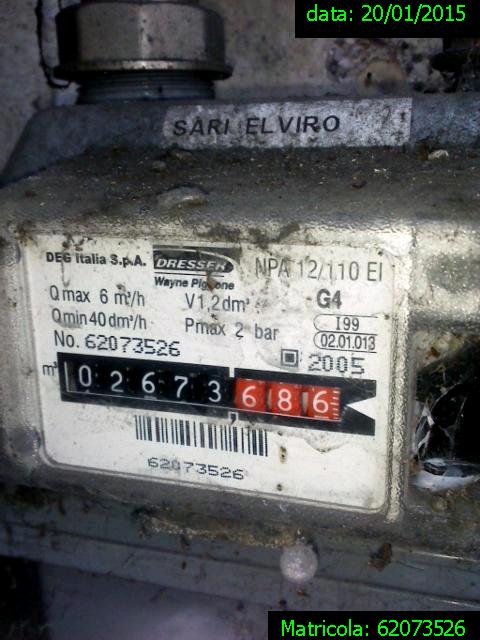 data: 20/01/2015
SARI ELVIRO
DEG Italia S.p.A. DRESSER NPA 12/110 EI
Wayne Pignone
Qmax 6 m³/h V1,2dm³ G4
Qmin 40 dm³/h Pmax 2 bar I99
02.01.013
No. 62073526 2005
m³ 02673,686
62073526
Matricola: 62073526